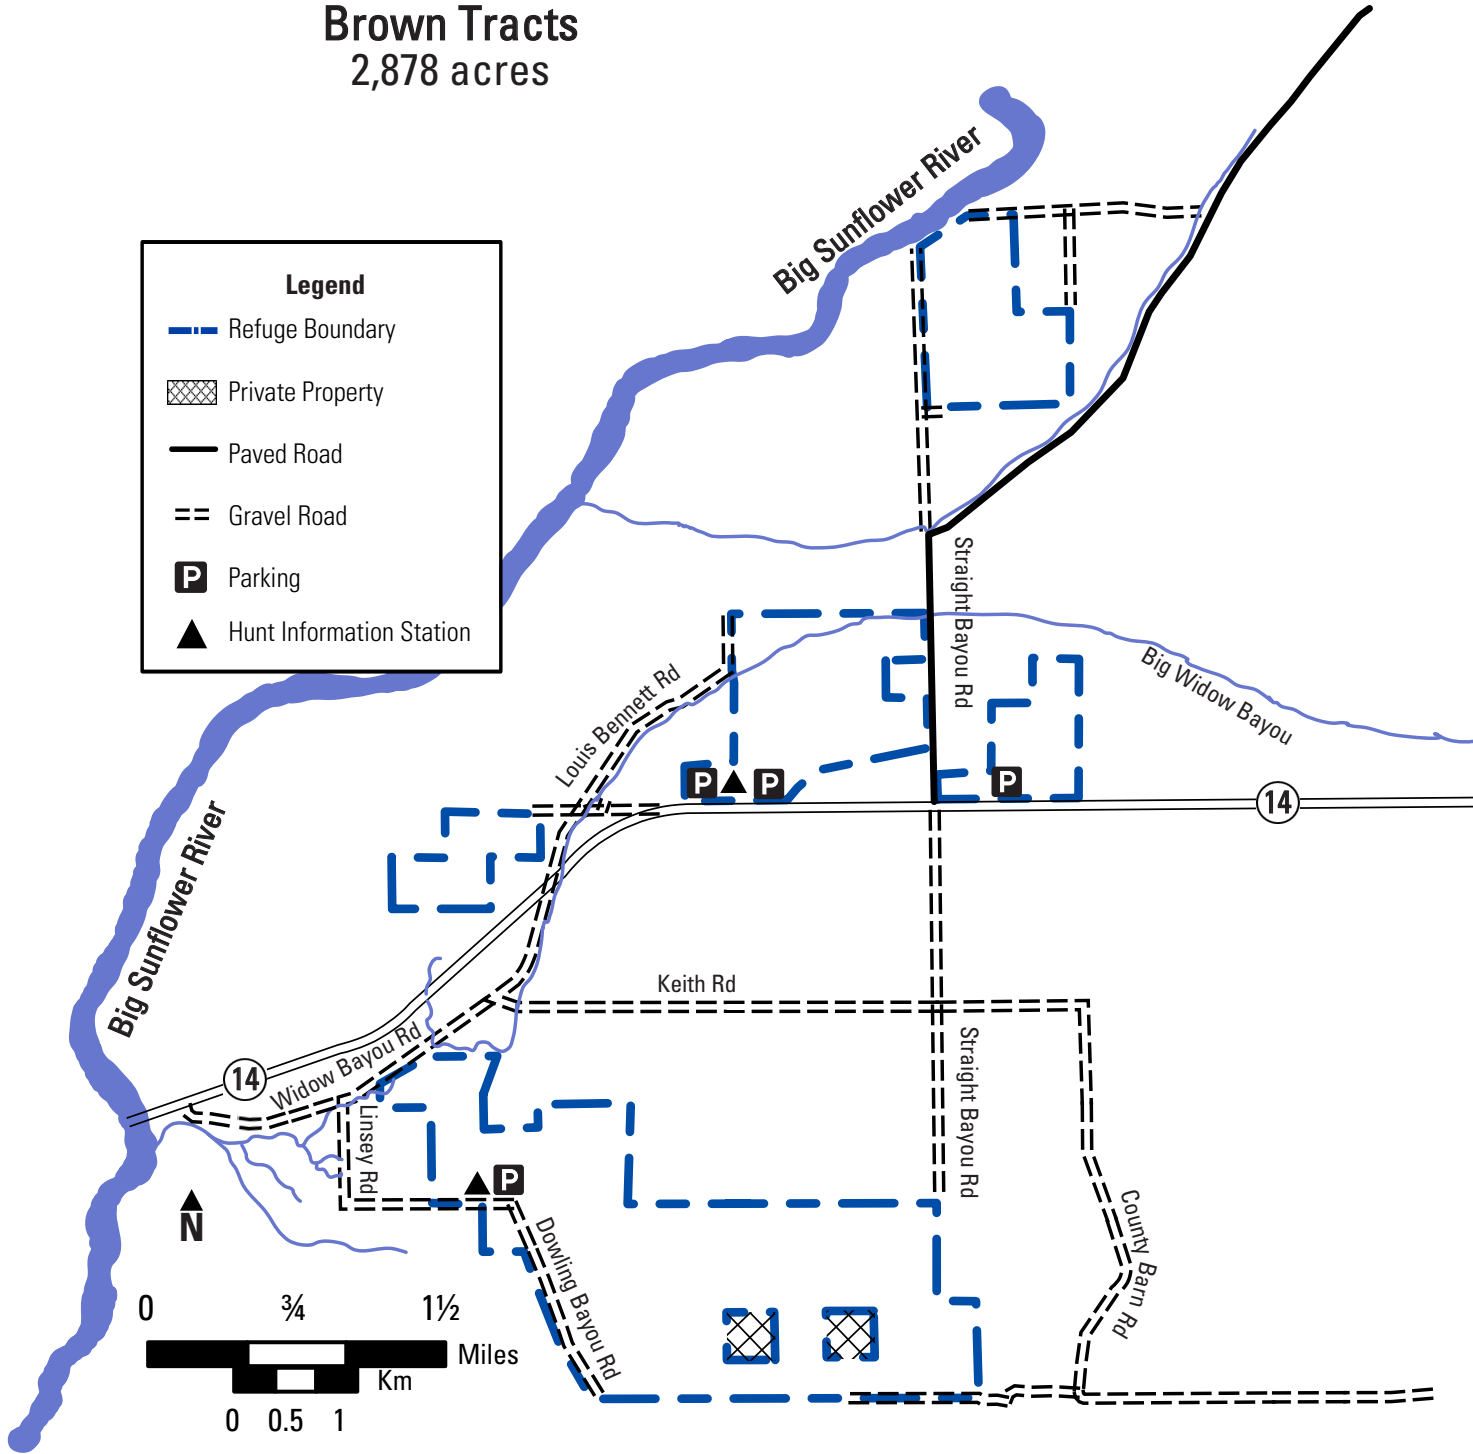 Brown Tracts
2,878 acres
Big Sunflower River
Legend
Refuge Boundary
Private Property
Paved Road
Gravel Road
P Parking
Hunt Information Station
Straight Bayou Rd
Big Widow Bayou
Louis Bennett Rd
P P P
14
Big Sunflower River
Keith Rd
Widow Bayou Rd
14
Straight Bayou Rd
Linsey Rd
P
N
County Barn Rd
Dowling Bayou Rd
0 ¾ 1½
Miles
Km
0 0.5 1